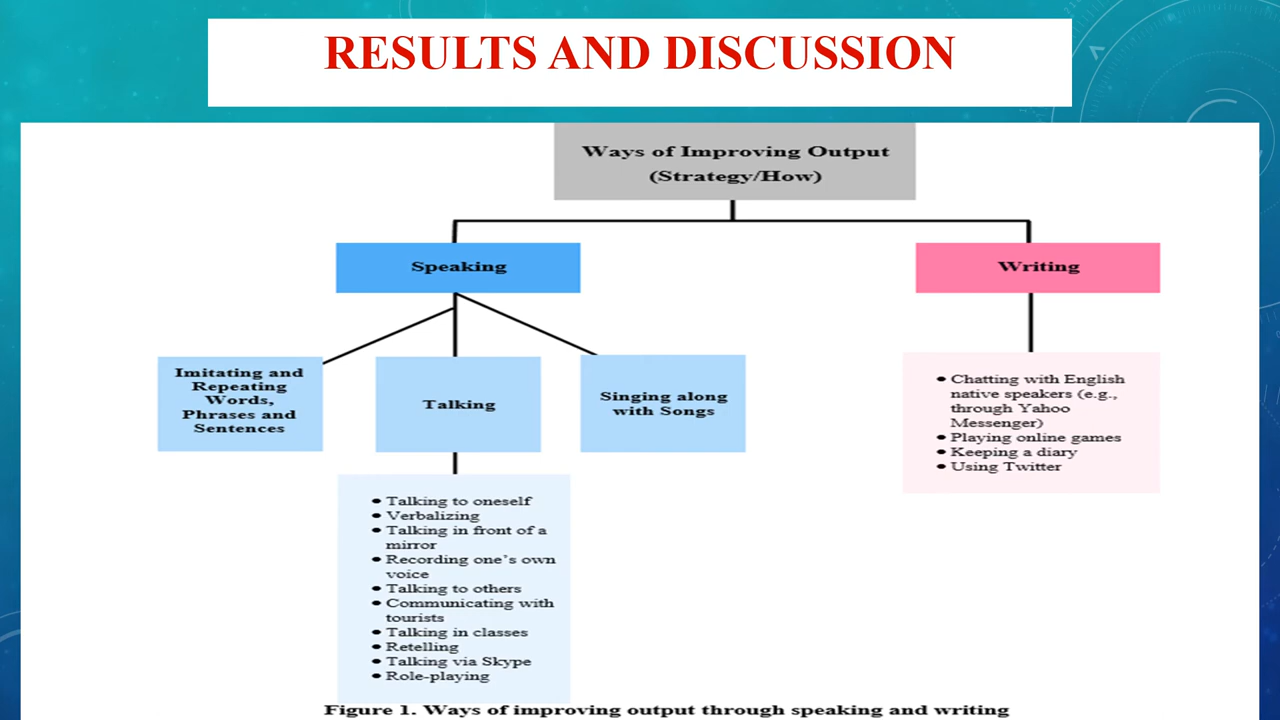 RESULTS AND DISCUSSION
Ways of Improving Output
(Strategy/How)
Speaking
Writing
Imitating and
Repeating
Words,
Phrases and
Sentences
Talking
Singing along
with Songs
• Chatting with English
native speakers (e.g.,
through Yahoo
Messenger)
• Playing online games
• Keeping a diary
• Using Twitter
• Talking to oneself
• Verbalizing
• Talking in front of a
mirror
• Recording one's own
voice
• Talking to others
• Communicating with
tourists
• Talking in classes
• Retelling
• Talking via Skype
• Role-playing
Figure 1. Ways of improving output through speaking and writing